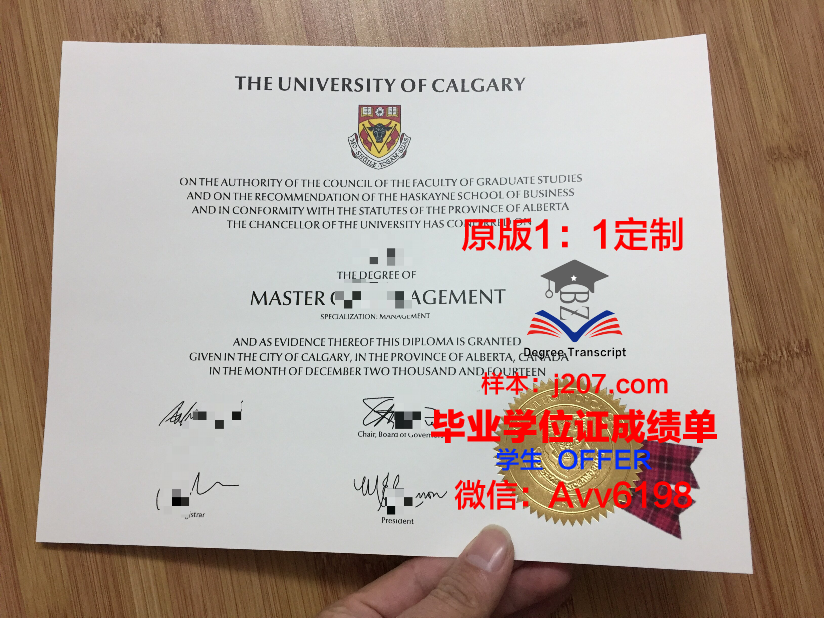 THE UNIVERSITY OF CALGARY
ON THE AUTHORITY OF THE COUNCIL OF THE FACULTY OF GRADUATE STUDIES
AND ON THE RECOMMENDATION OF THE HASKAYNE SCHOOL OF BUSINESS
AND IN CONFORMITY WITH THE STATUTES OF THE PROVINCE OF ALBERTA
THE CHANCELLOR OF THE UNIVERSITY HAS CONFERRED ON
原版1：1定制
THE DEGREE OF
MASTER
SPECIALIZATION: MANAGEMENT
BZ
AND AS EVIDENCE THEREOF THIS DIPLOMA IS GRANTED
Degree Transcript
GIVEN IN THE CITY OF CALGARY, IN THE PROVINCE OF ALBERTA, CANADA
IN THE MONTH OF DECEMBER TWO THOUSAND AND FOURTEEN
样本：j207.com
Chair, Board of Governors
毕业学位证成绩单
学生 OFFER
微信：Avv6198
President